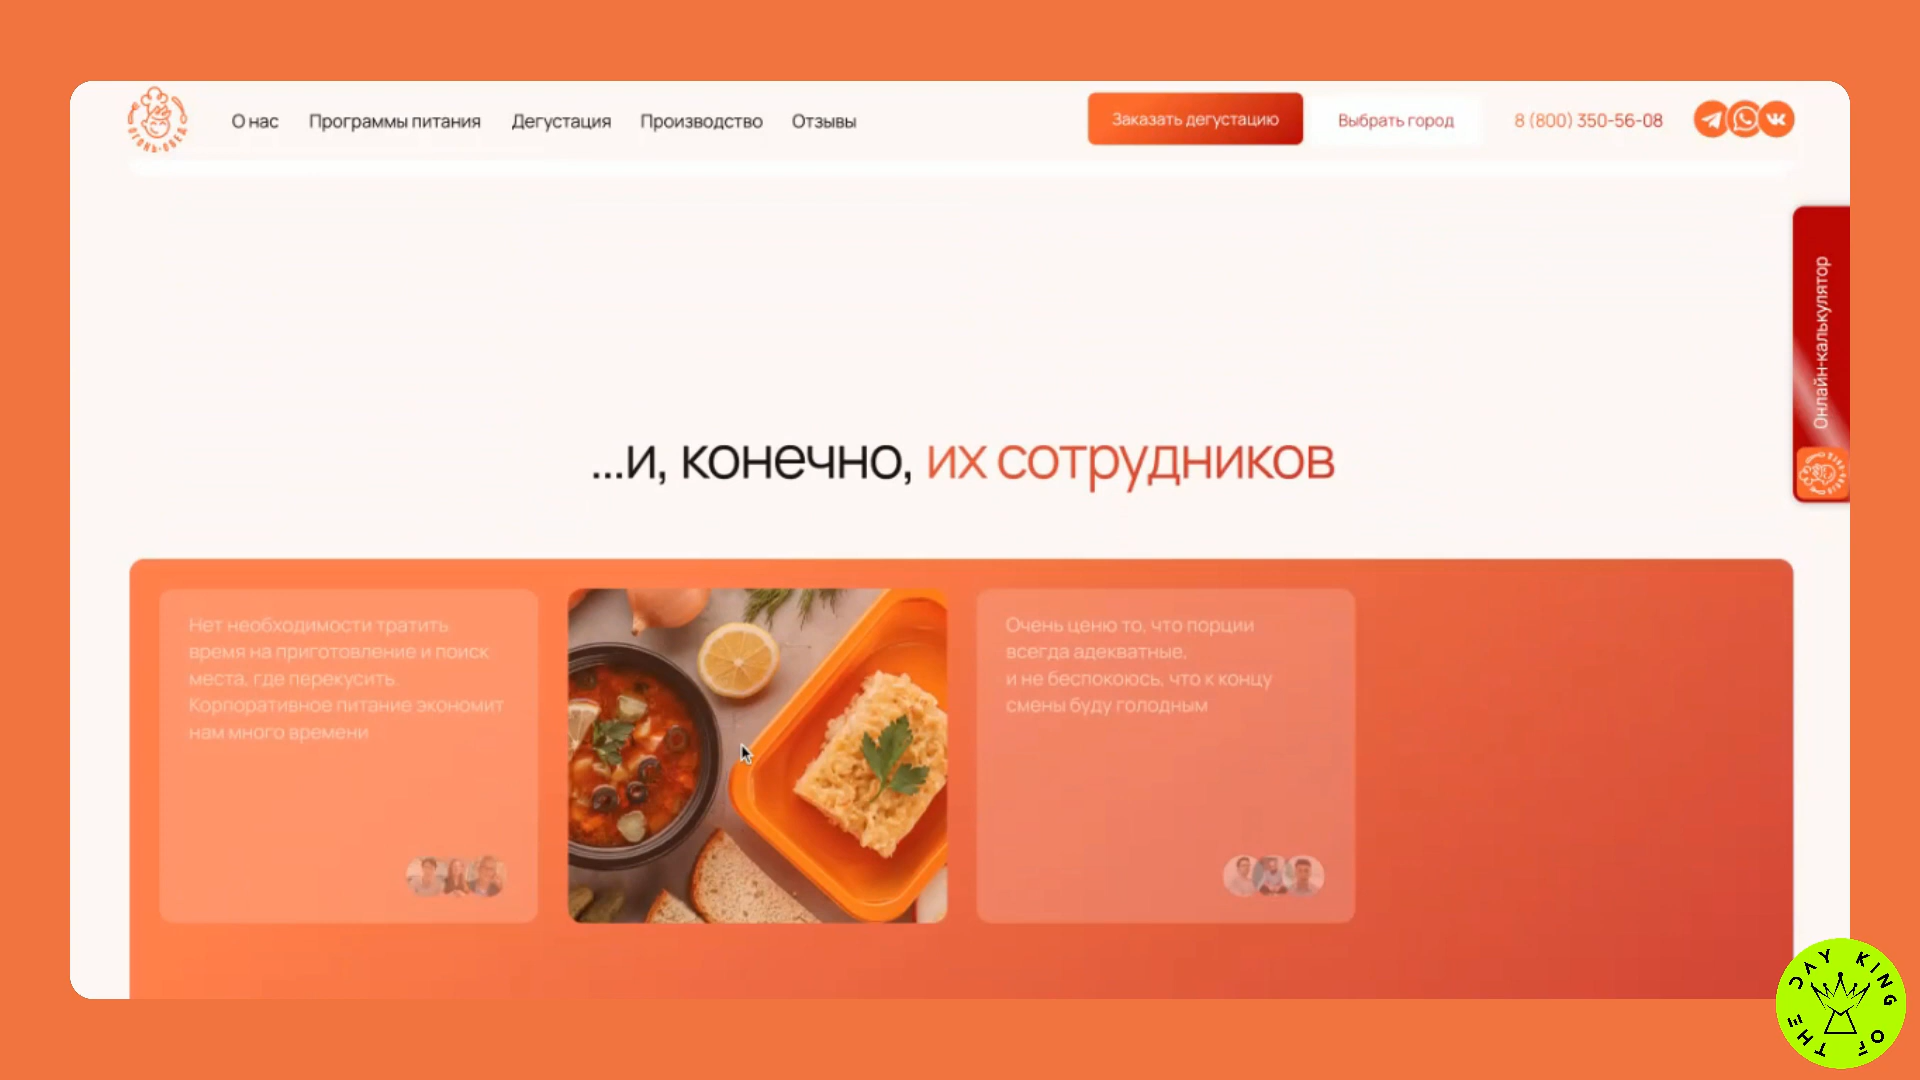 О нас
Программы питания
Дегустация
Производство
Отзывы
Заказать дегустацию
Выбрать город
8 (800) 350-56-08
ОГОНЬ-ОБЕД
Онлайн-калькулятор
...и, конечно, их сотрудников
Нет необходимости тратить
время на приготовление и поиск
места, где перекусить.
Корпоративное питание экономит
нам много времени
Очень ценю то, что порции
всегда адекватные,
и не беспокоюсь, что к концу
смены буду голодным
KING OF THE DAY